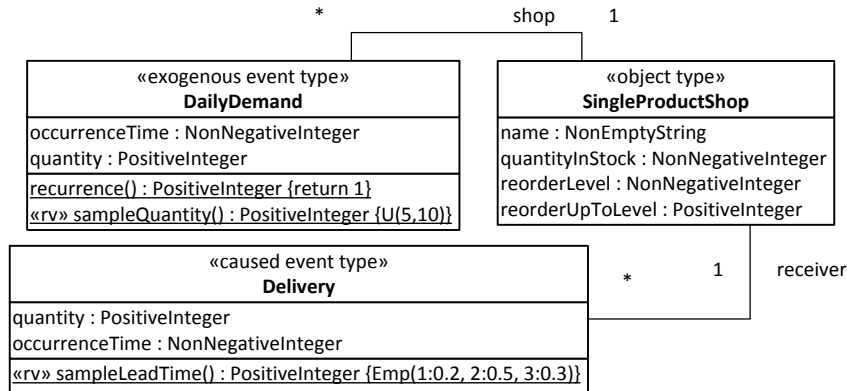 * shop 1
«exogenous event type»
DailyDemand
occurrenceTime : NonNegativeInteger
quantity : PositiveInteger
recurrence() : PositiveInteger {return 1}
«rv» sampleQuantity() : PositiveInteger {U(5,10)}
«object type»
SingleProductShop
name : NonEmptyString
quantityInStock : NonNegativeInteger
reorderLevel : NonNegativeInteger
reorderUpToLevel : PositiveInteger
* 1 receiver
«caused event type»
Delivery
quantity : PositiveInteger
occurrenceTime : NonNegativeInteger
«rv» sampleLeadTime() : PositiveInteger {Emp(1:0.2, 2:0.5, 3:0.3)}